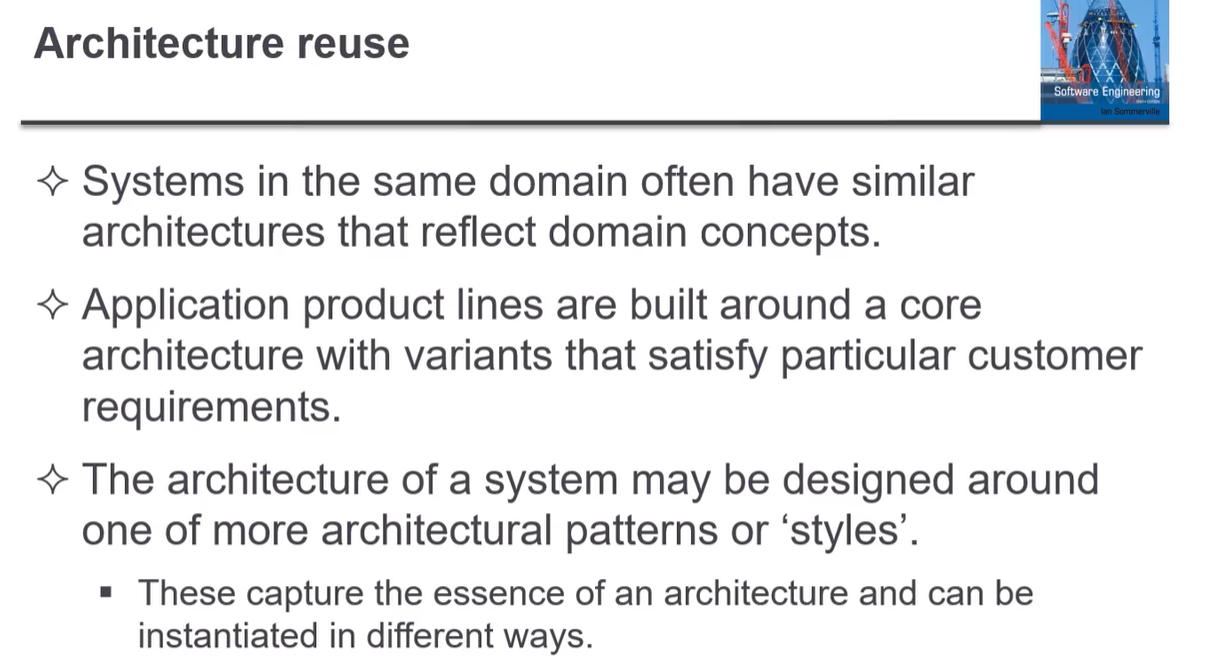 Architecture reuse
Software Engineering
Ian Sommerville
Systems in the same domain often have similar
architectures that reflect domain concepts.
Application product lines are built around a core
architecture with variants that satisfy particular customer
requirements.
The architecture of a system may be designed around
one of more architectural patterns or ‘styles’.
These capture the essence of an architecture and can be
instantiated in different ways.